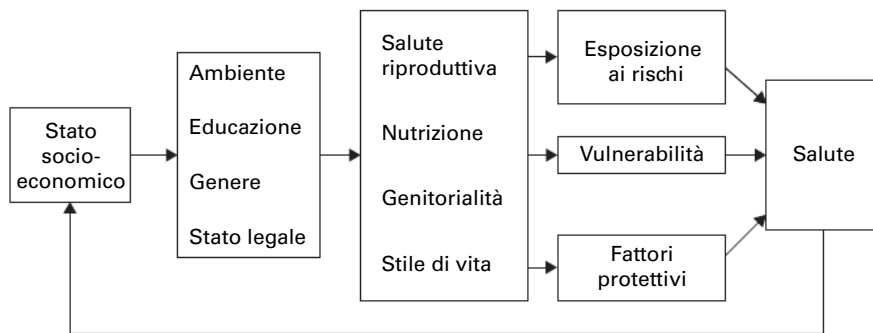 Stato
socio-
economico
Ambiente
Educazione
Genere
Stato legale
Salute
riproduttiva
Nutrizione
Genitorialità
Stile di vita
Esposizione
ai rischi
Vulnerabilità
Fattori
protettivi
Salute